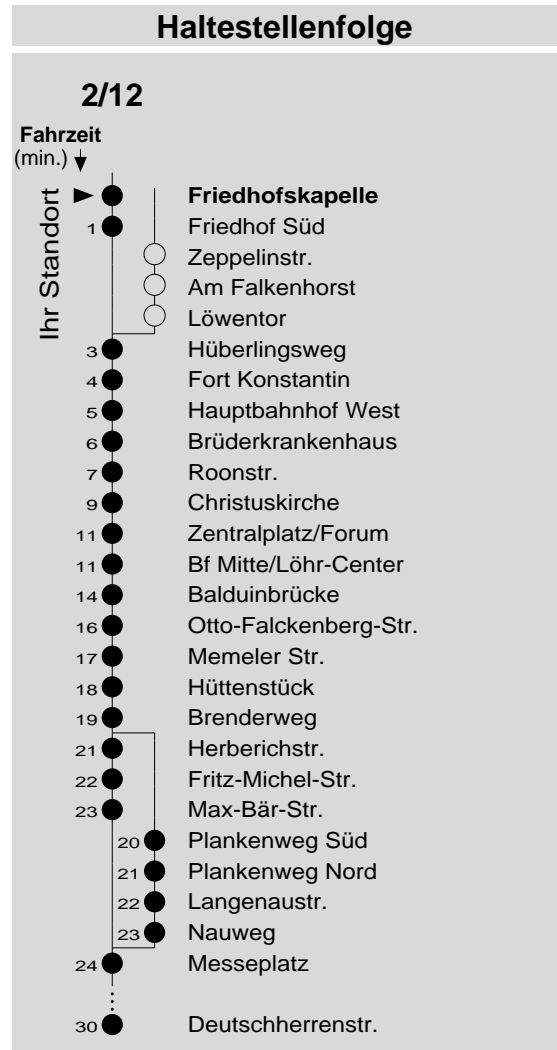 Haltestellenfolge
2/12
Fahrzeit
(min.)
Ihr Standort
Friedhofskapelle
1 Friedhof Süd
Zeppelinstr.
Am Falkenhorst
Löwentor
3 Hüberlingsweg
4 Fort Konstantin
5 Hauptbahnhof West
6 Brüderkrankenhaus
7 Roonstr.
9 Christuskirche
11 Zentralplatz/Forum
11 Bf Mitte/Löhr-Center
14 Balduinbrücke
16 Otto-Falckenberg-Str.
17 Memeler Str.
18 Hüttenstück
19 Brenderweg
21 Herberichstr.
22 Fritz-Michel-Str.
23 Max-Bär-Str.
20 Plankenweg Süd
21 Plankenweg Nord
22 Langenaustr.
23 Nauweg
24 Messeplatz
30 Deutschherrenstr.